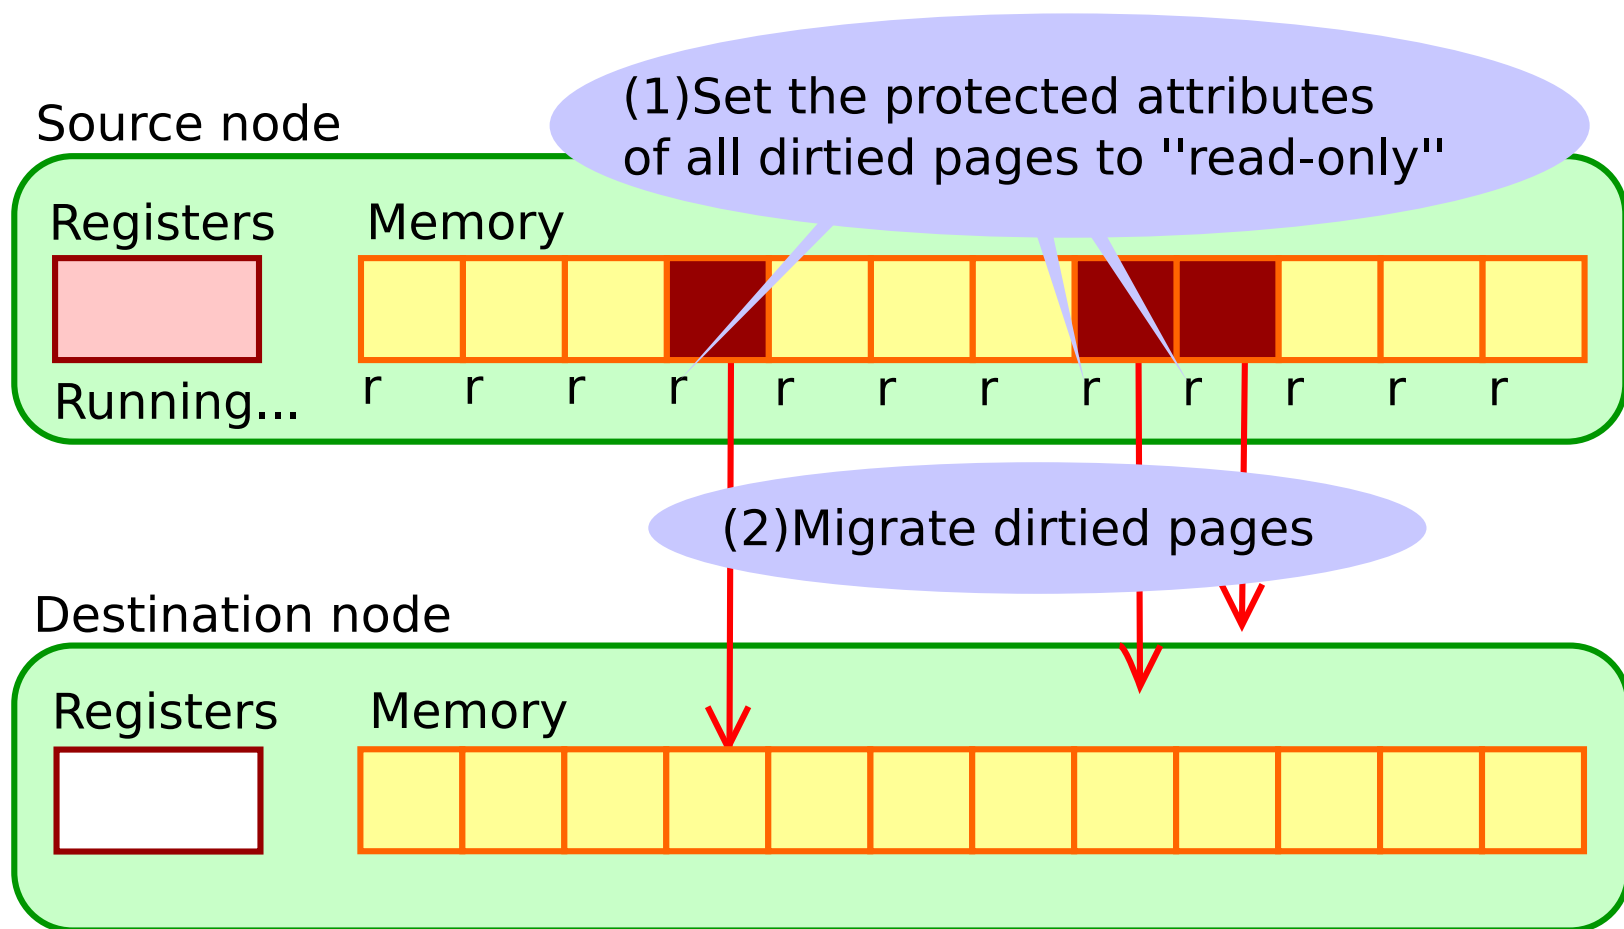 (1)Set the protected attributes
of all dirtied pages to "read-only"
Source node
Registers
Memory
Running...
r r r r r r r r r r r r
(2)Migrate dirtied pages
Destination node
Registers
Memory